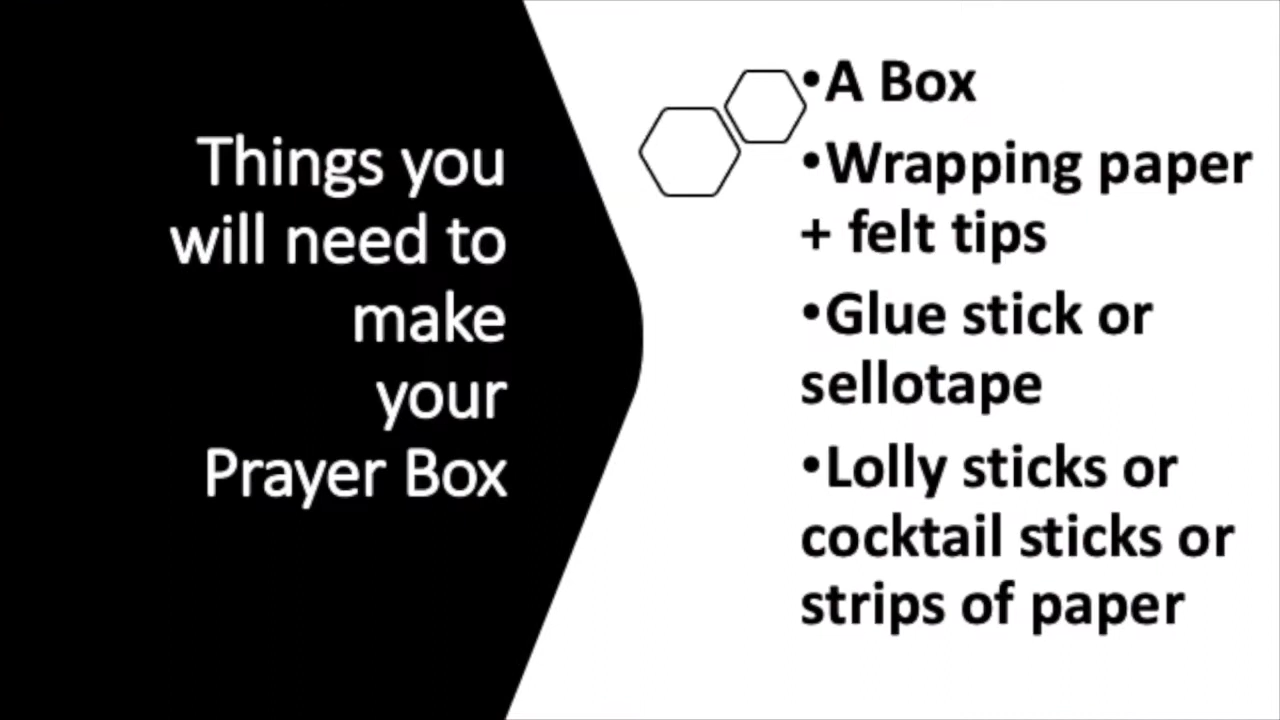 Things you
will need to
make
your
Prayer Box
•A Box
•Wrapping paper
+ felt tips
•Glue stick or
sellotape
•Lolly sticks or
cocktail sticks or
strips of paper